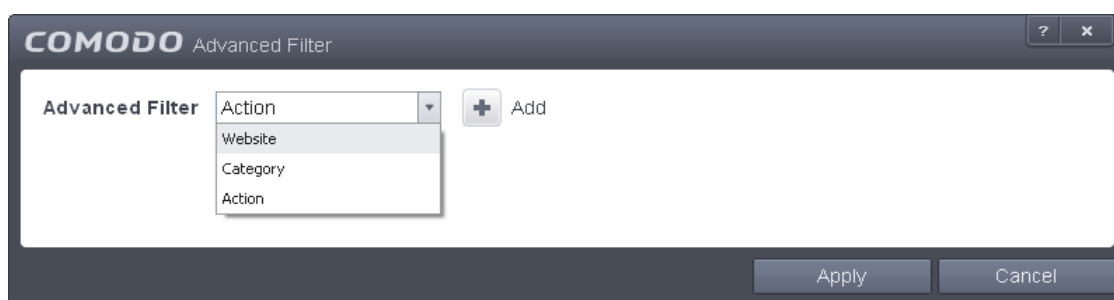 COMODO Advanced Filter ? x
Advanced Filter Action + Add
Website
Category
Action
Apply Cancel